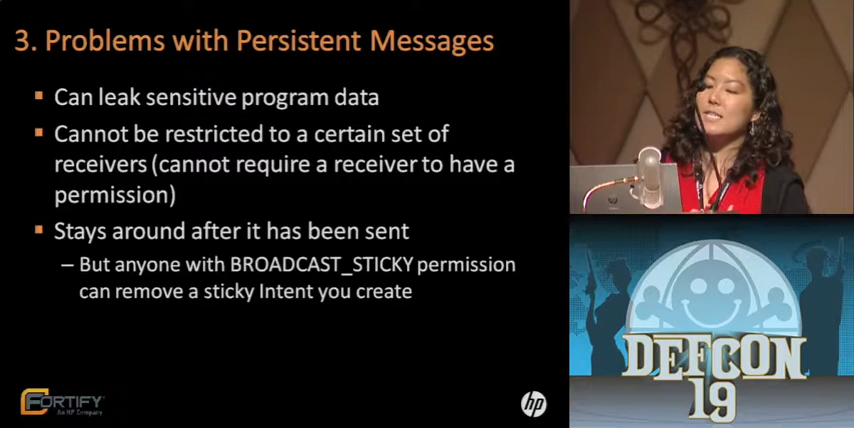 3. Problems with Persistent Messages
▪ Can leak sensitive program data
▪ Cannot be restricted to a certain set of
receivers (cannot require a receiver to have a
permission)
▪ Stays around after it has been sent
– But anyone with BROADCAST_STICKY permission
can remove a sticky Intent you create
FORTIFY
An HP Company
hp
DEFCON
19